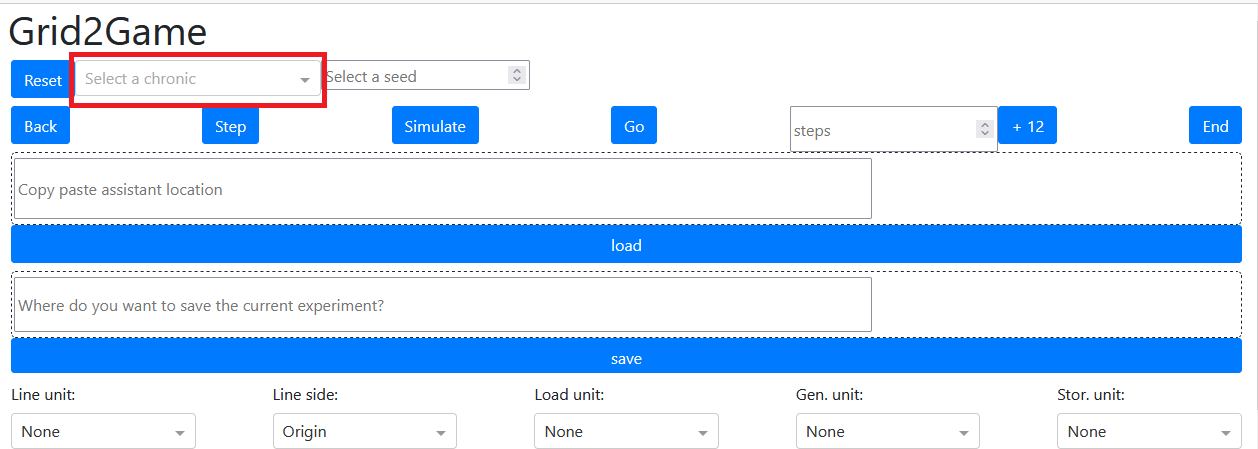 Grid2Game
Reset Select a chronic Select a seed
Back Step Simulate Go steps + 12 End
Copy paste assistant location
load
Where do you want to save the current experiment?
save
Line unit: Line side: Load unit: Gen. unit: Stor. unit:
None Origin None None None